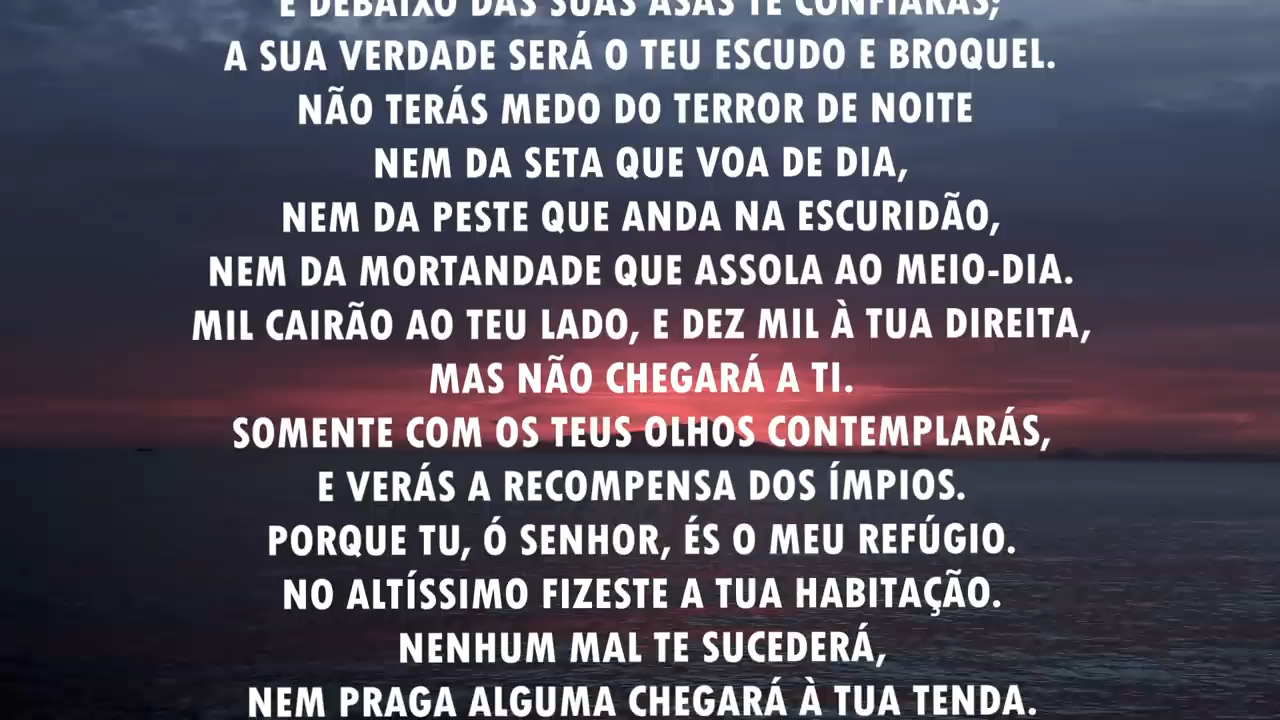 E DEBAIXO DAS SUAS ASAS TE CONFIARÁS;
A SUA VERDADE SERÁ O TEU ESCUDO E BROQUEL.
NÃO TERÁS MEDO DO TERROR DE NOITE
NEM DA SETA QUE VOA DE DIA,
NEM DA PESTE QUE ANDA NA ESCURIDÃO,
NEM DA MORTANDADE QUE ASSOLA AO MEIO-DIA.
MIL CAIRÃO AO TEU LADO, E DEZ MIL À TUA DIREITA,
MAS NÃO CHEGARÁ A TI.
SOMENTE COM OS TEUS OLHOS CONTEMPLARÁS,
E VERÁS A RECOMPENSA DOS ÍMPIOS.
PORQUE TU, Ó SENHOR, ÉS O MEU REFÚGIO.
NO ALTÍSSIMO FIZESTE A TUA HABITAÇÃO.
NENHUM MAL TE SUCEDERÁ,
NEM PRAGA ALGUMA CHEGARÁ À TUA TENDA.